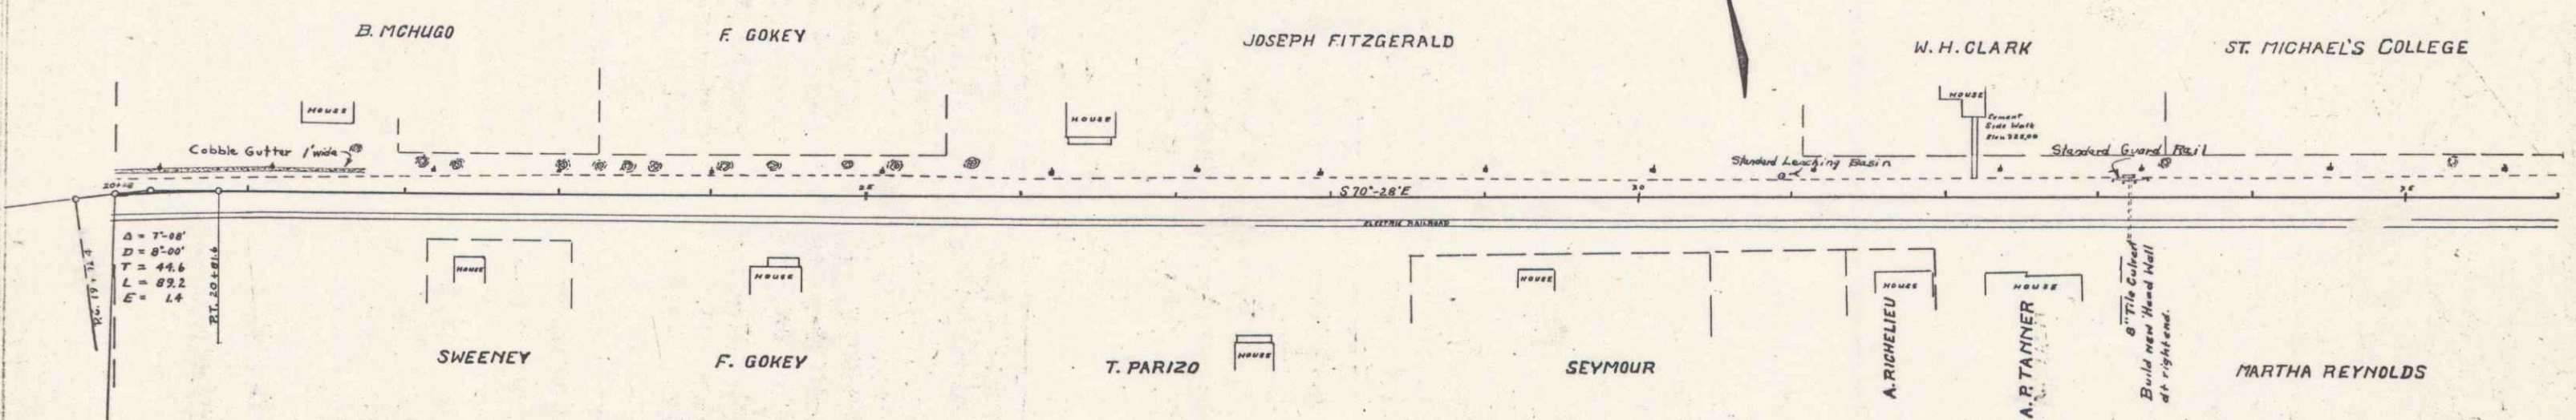 B. MCHUGO
F. GOKEY
JOSEPH FITZGERALD
W. H. CLARK
ST. MICHAEL'S COLLEGE
HOUSE
HOUSE
HOUSE
Cement
Side Walk
Cobble Gutter 1' wide
Standard Leaching Basin
Standard Guard Rail
25
S 70°-28' E
30
35
ELECTRIC RAILROAD
Δ = 7°-08'
D = 8°-00'
T = 44.6
L = 89.2
E = 1.4
P.T. 20+81.6
HOUSE
HOUSE
HOUSE
HOUSE
HOUSE
HOUSE
SWEENEY
F. GOKEY
T. PARIZO
SEYMOUR
A. RICHELIEU
A. P. TANNER
8" Tile Culvert
Build new Head Wall
at right end.
MARTHA REYNOLDS